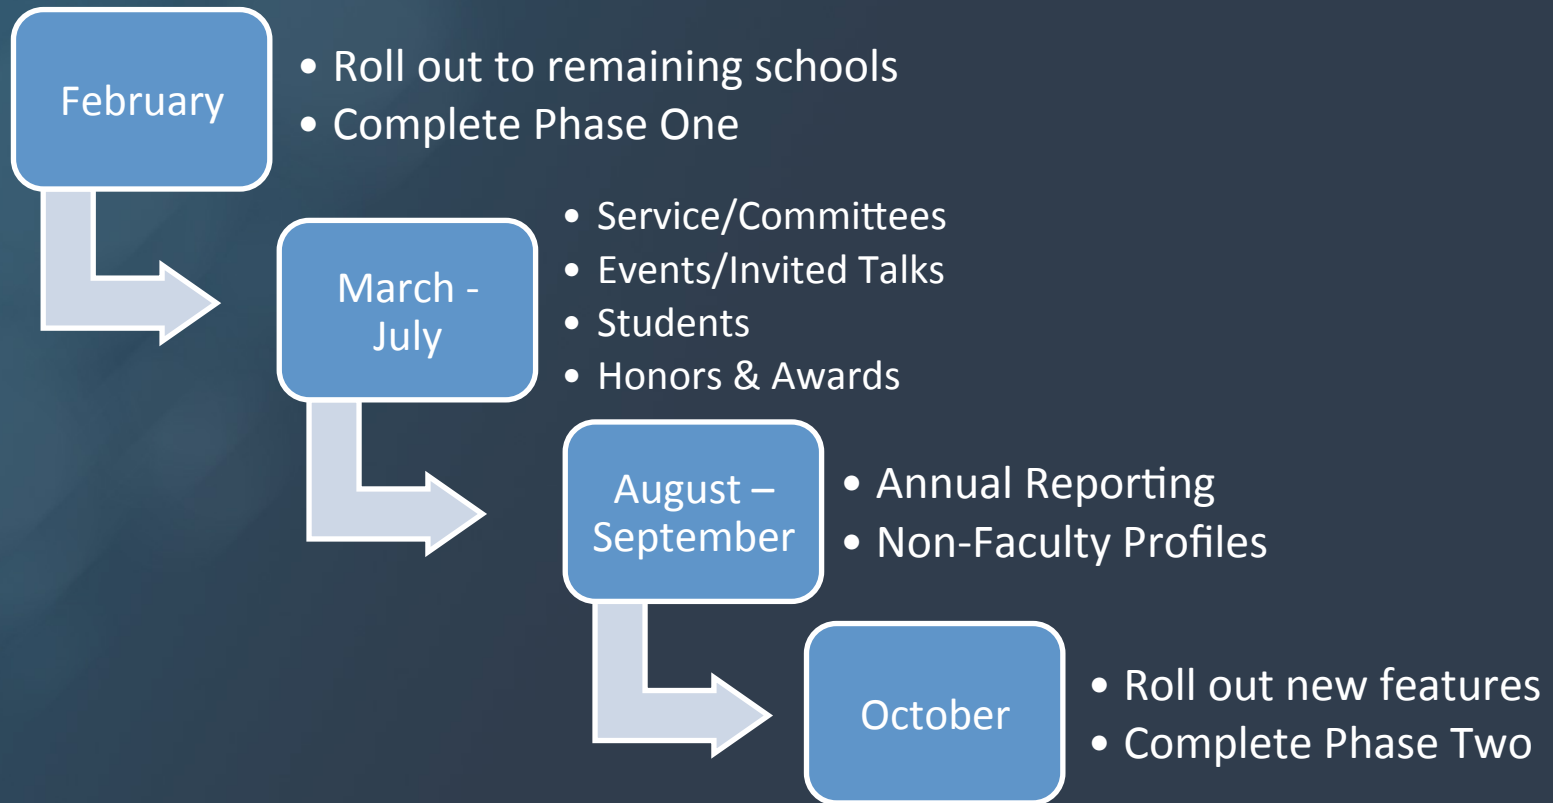 February
• Roll out to remaining schools
• Complete Phase One
March -
July
• Service/Committees
• Events/Invited Talks
• Students
• Honors & Awards
August –
September
• Annual Reporting
• Non-Faculty Profiles
October
• Roll out new features
• Complete Phase Two